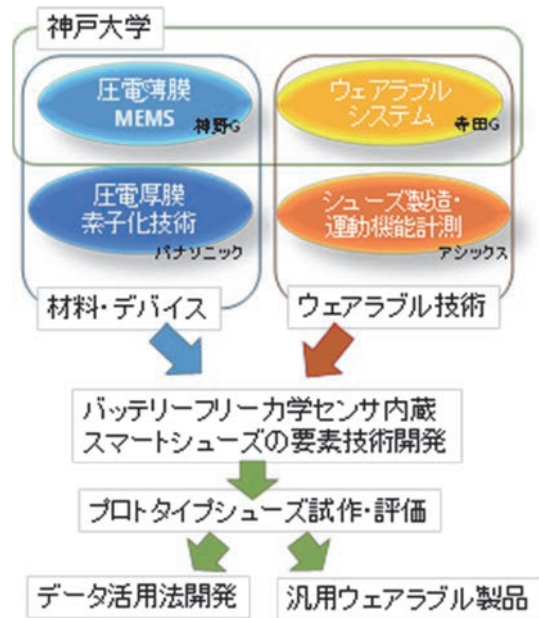 神戸大学
圧電薄膜
MEMS
神野G
ウェアラブル
システム
寺田G
圧電厚膜
素子化技術
パナソニック
シューズ製造・
運動機能計測
アシックス
材料・デバイス
ウェアラブル技術
バッテリーフリー力学センサ内蔵
スマートシューズの要素技術開発
プロトタイプシューズ試作・評価
データ活用法開発
汎用ウェアラブル製品